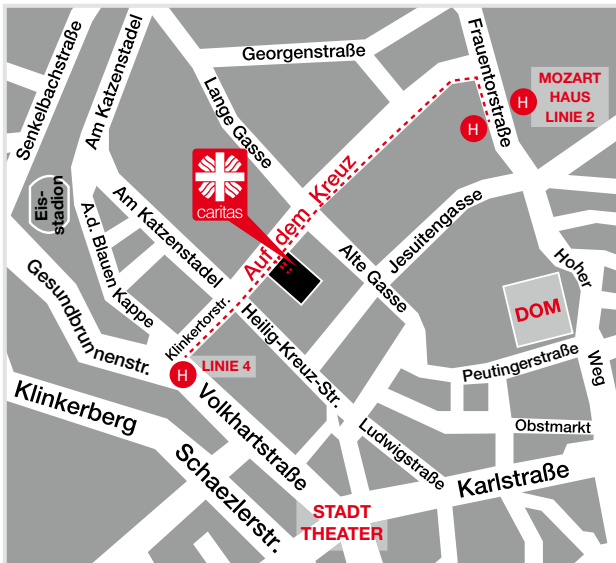 Senkelbachstraße
Am Katzenstadel
Georgenstraße
Lange Gasse
Frauentorstraße
MOZART
HAUS
LINIE 2
H
H
caritas
Auf dem Kreuz
Eis-
stadion
A.d. Blauen Kappe
Am Katzenstadel
Jesuitengasse
Alte Gasse
Hoher
Weg
DOM
Gesundbrunnenstr.
Klinkertorstr.
Heilig-Kreuz-Str.
Peutingerstraße
H
LINIE 4
Klinkerberg
Volkhartstraße
Ludwigstraße
Obstmarkt
Schaezlerstr.
Karlstraße
STADT
THEATER